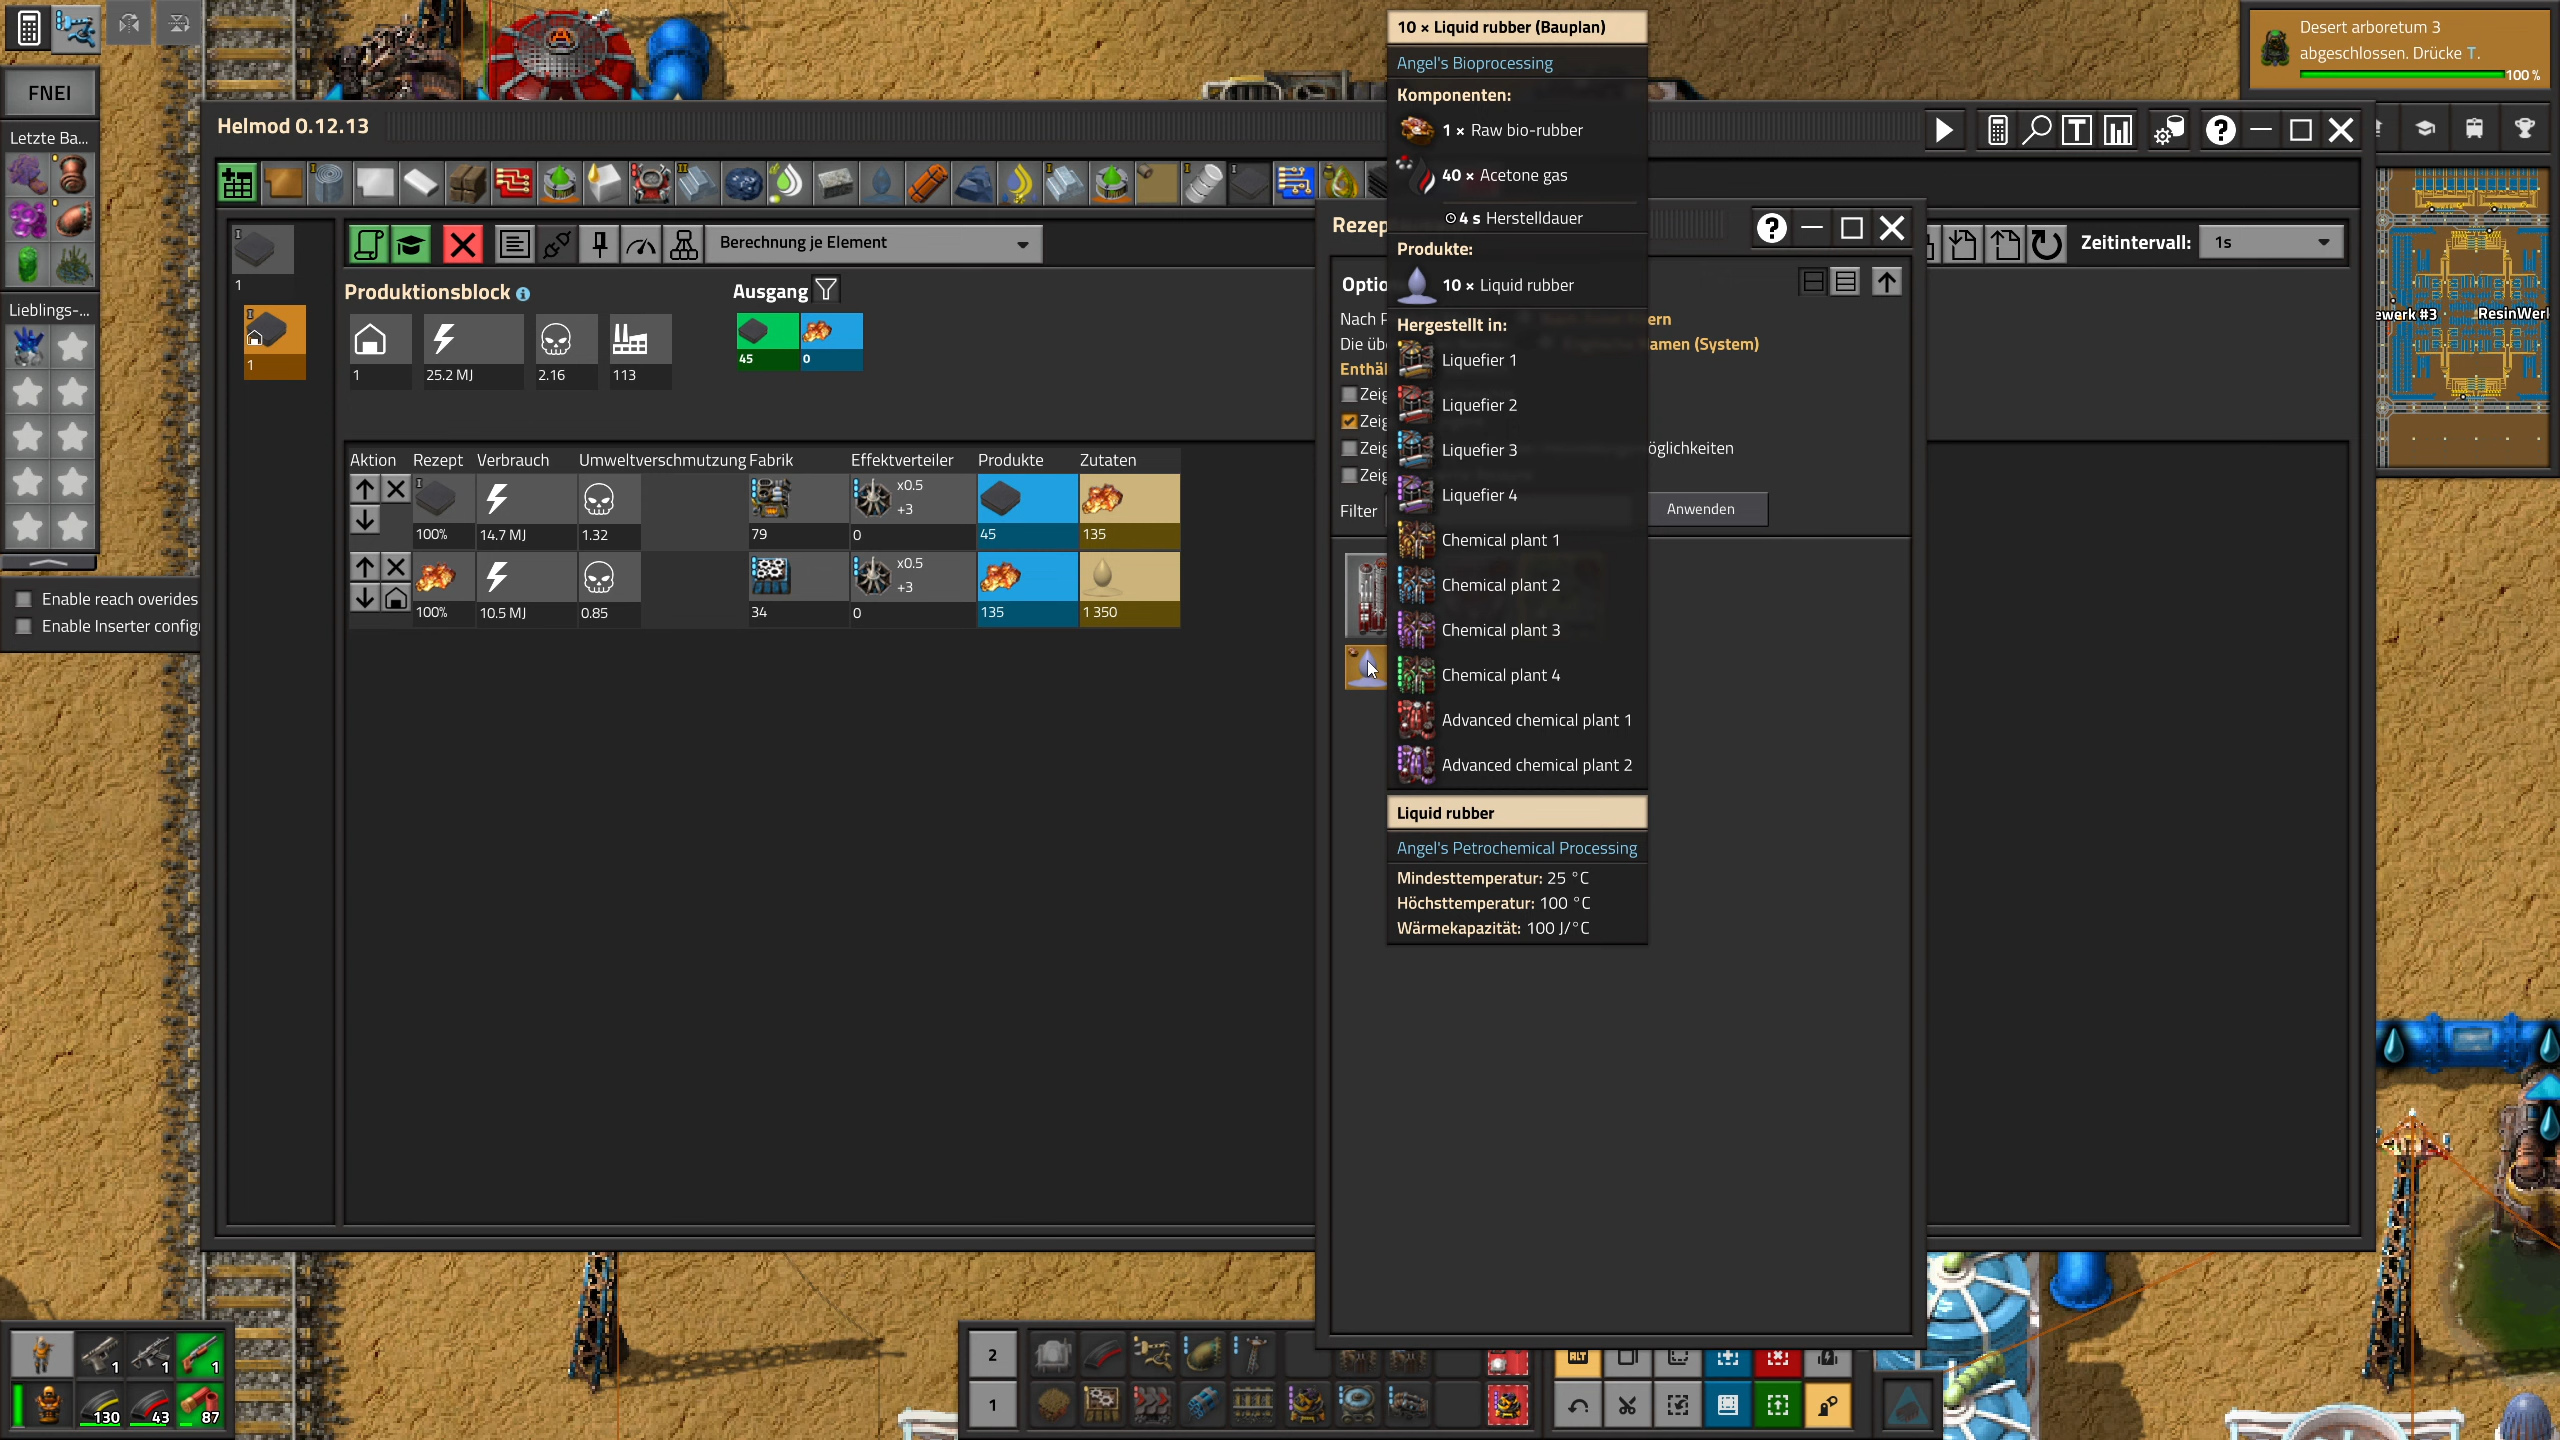 10 × Liquid rubber (Bauplan)
Angel's Bioprocessing
Komponenten:
1 × Raw bio-rubber
40 × Acetone gas
4 s Herstelldauer
Produkte:
10 × Liquid rubber
Hergestellt in:
Liquefier 1
Liquefier 2
Liquefier 3
Liquefier 4
Chemical plant 1
Chemical plant 2
Chemical plant 3
Chemical plant 4
Advanced chemical plant 1
Advanced chemical plant 2
Liquid rubber
Angel's Petrochemical Processing
Mindesttemperatur: 25 °C
Höchsttemperatur: 100 °C
Wärmekapazität: 100 J/°C
Desert arboretum 3
abgeschlossen. Drücke T.
100 %
FNEI
Letzte Ba...
Lieblings-...
Enable reach overides
Enable Inserter config
Helmod 0.12.13
Berechnung je Element
Zeitintervall: 1s
1
1
Produktionsblock
1 25.2 MJ 2.16 113
Ausgang
45 0
Aktion Rezept Verbrauch Umweltverschmutzung Fabrik Effektverteiler Produkte Zutaten
x0.5
+3
100% 14.7 MJ 1.32 79 0 45 135
x0.5
+3
100% 10.5 MJ 0.85 34 0 135 1 350
Rezep
Optio
Nach
Die üb
amen (System)
Enthäl
Zeig
Zeig
Zeig
öglichkeiten
Zeig
Filter
Anwenden
ewerk #3
ResinWer
1 1 1
130 43 87
2
1
ALT